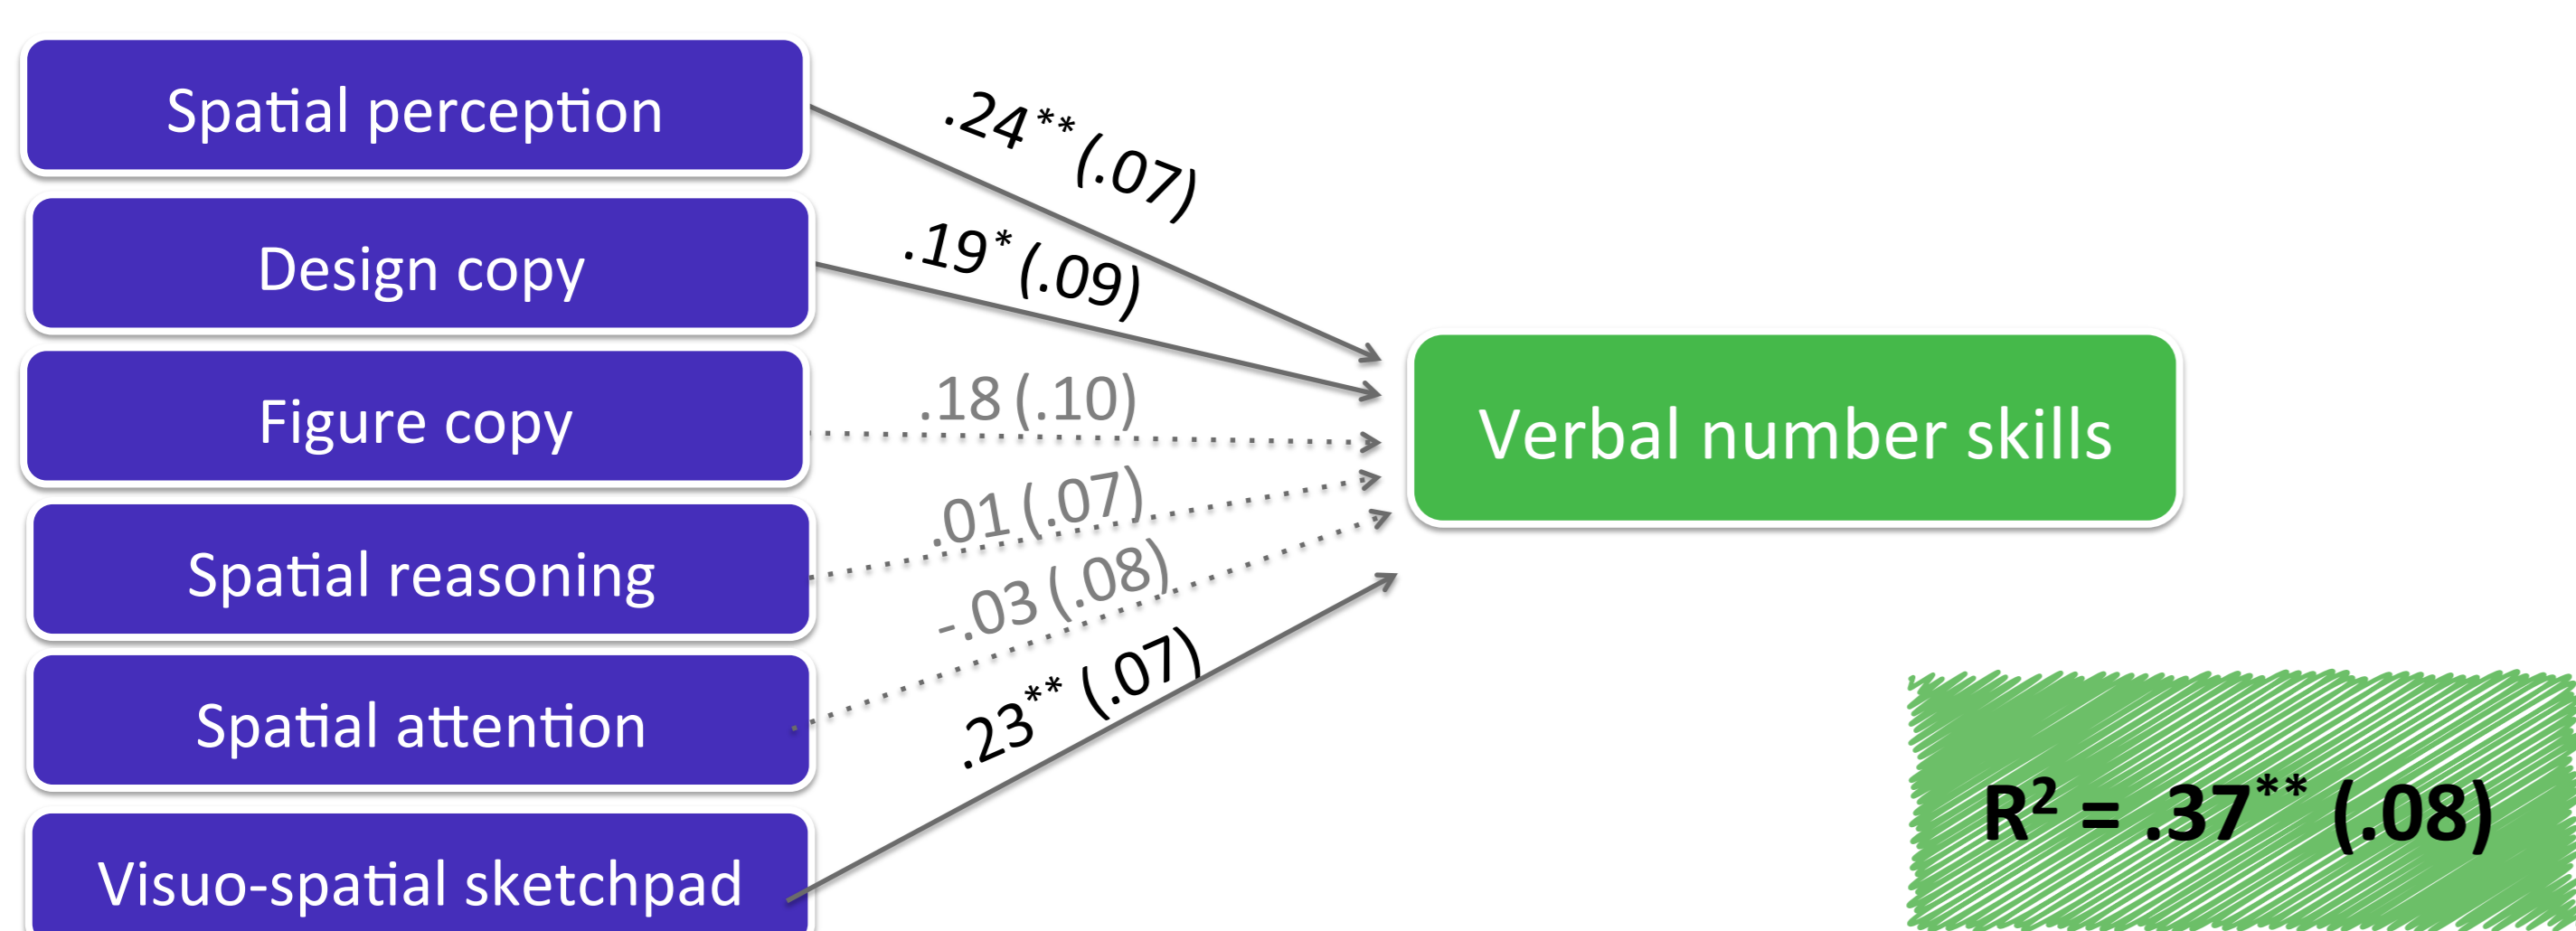 Spatial perception
Design copy
Figure copy
Spatial reasoning
Spatial attention
Visuo-spatial sketchpad
.24** (.07)
.19* (.09)
.18 (.10)
.01 (.07)
-.03 (.08)
.23** (.07)
Verbal number skills
R² = .37** (.08)